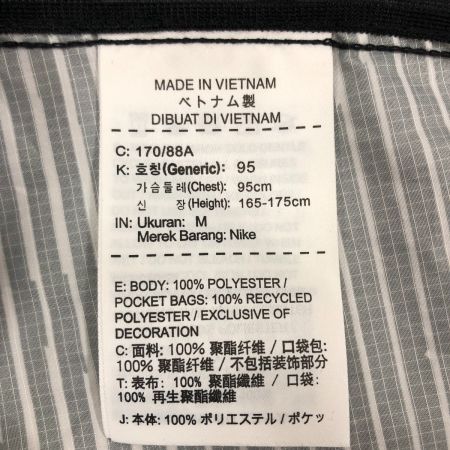 MADE IN VIETNAM
ベトナム製
DIBUAT DI VIETNAM
C: 170/88A
K: 호칭(Generic): 95
가슴둘레(Chest): 95cm
신 장(Height): 165-175cm
IN: Ukuran: M
Merek Barang: Nike
E: BODY: 100% POLYESTER /
POCKET BAGS: 100% RECYCLED
POLYESTER / EXCLUSIVE OF
DECORATION
C: 面料: 100% 聚酯纤维 / 口袋包:
100% 聚酯纤维 / 不包括装饰部分
T: 表布: 100% 聚酯纖維 / 口袋:
100% 再生聚酯纖維
J: 本体: 100% ポリエステル / ポケッ